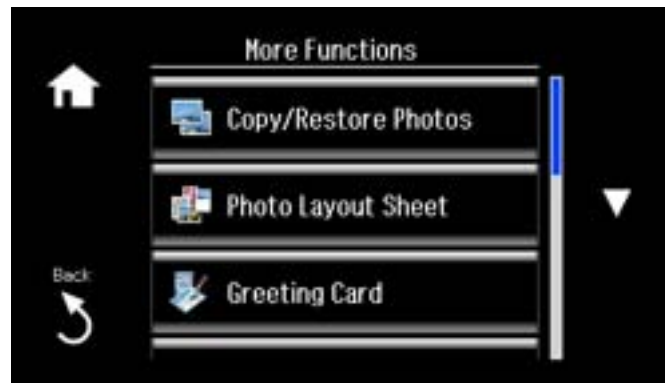 More Functions
Copy/Restore Photos
Photo Layout Sheet
Back
Greeting Card